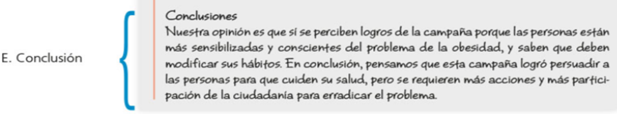 Conclusiones
Nuestra opinión es que sí se perciben logros de la campaña porque las personas están
E. Conclusión
más sensibilizadas y conscientes del problema de la obesidad, y saben que deben
modificar sus hábitos. En conclusión, pensamos que esta campaña logró persuadir a
las personas para que cuiden su salud, pero se requieren más acciones y más partici-
pación de la ciudadanía para erradicar el problema.